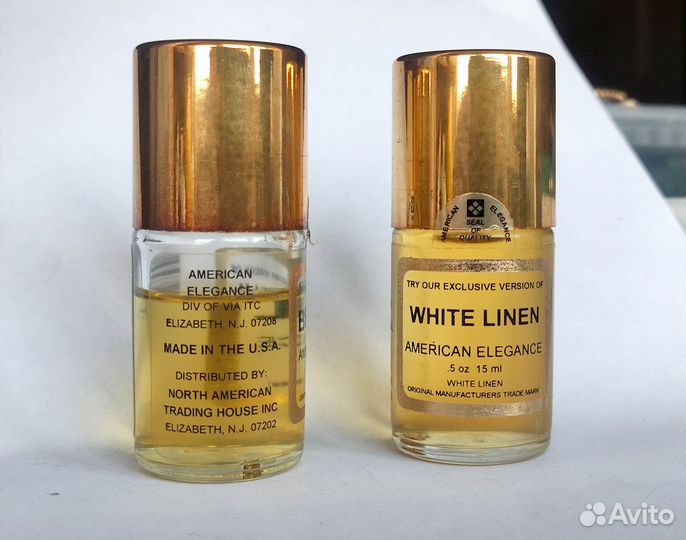 AMERICAN
ELEGANCE
DIV OF VIA ITC
ELIZABETH, N.J. 07208
MADE IN THE U.S.A.
DISTRIBUTED BY:
NORTH AMERICAN
TRADING HOUSE INC
ELIZABETH, N.J. 07202
AMERICAN ELEGANCE
SEAL
OF
QUALITY
TRY OUR EXCLUSIVE VERSION OF
WHITE LINEN
AMERICAN ELEGANCE
.5 oz 15 ml
WHITE LINEN
ORIGINAL MANUFACTURERS TRADE MARK
Avito